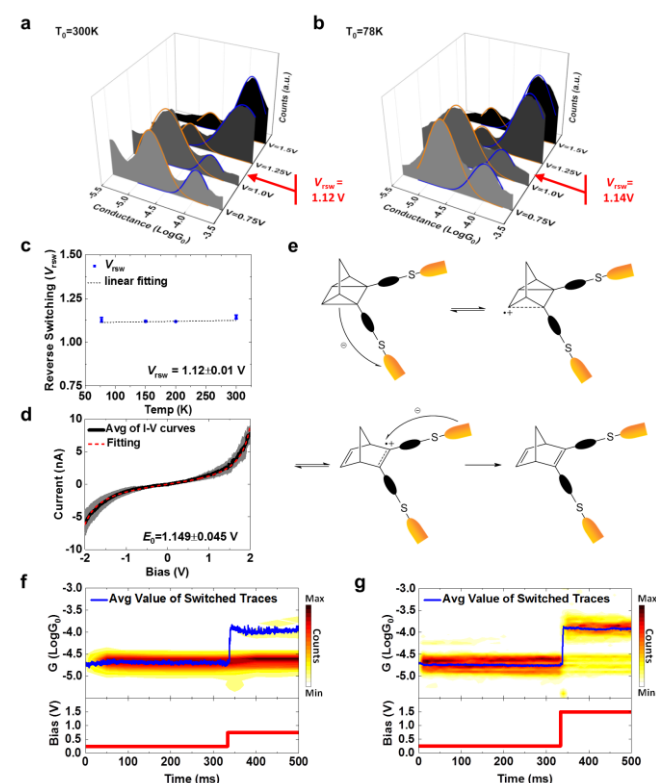 a
T₀=300K
Counts (a.u.)
V=1.5V
V=1.25V
V=1.0V
V=0.75V
-5.5
-5.0
-4.5
-4.0
-3.5
Conductance (LogG₀)
Vrsw =
1.12 V
b
T₀=78K
Counts (a.u.)
V=1.5V
V=1.25V
V=1.0V
V=0.75V
-5.5
-5.0
-4.5
-4.0
-3.5
Conductance (LogG₀)
Vrsw =
1.14V
c
Reverse Switching (Vrsw)
1.50
1.25
1.00
0.75
Vrsw
linear fitting
Vrsw = 1.12±0.01 V
50 100 150 200 250 300
Temp (K)
d
Current (nA)
10
5
0
-5
-10
Avg of I-V curves
Fitting
E₀=1.149±0.045 V
-2 -1 0 1 2
Bias (V)
e
S
S
⊖
S
S
•+
⊖
•+
S
S
S
S
f
G (LogG₀)
-3.0
-3.5
-4.0
-4.5
-5.0
Avg Value of Switched Traces
Max
Counts
Min
Bias (V)
1.5
1.0
0.5
0.0
0 100 200 300 400 500
Time (ms)
g
G (LogG₀)
-3.0
-3.5
-4.0
-4.5
-5.0
Avg Value of Switched Traces
Max
Counts
Min
Bias (V)
1.5
1.0
0.5
0.0
0 100 200 300 400 500
Time (ms)